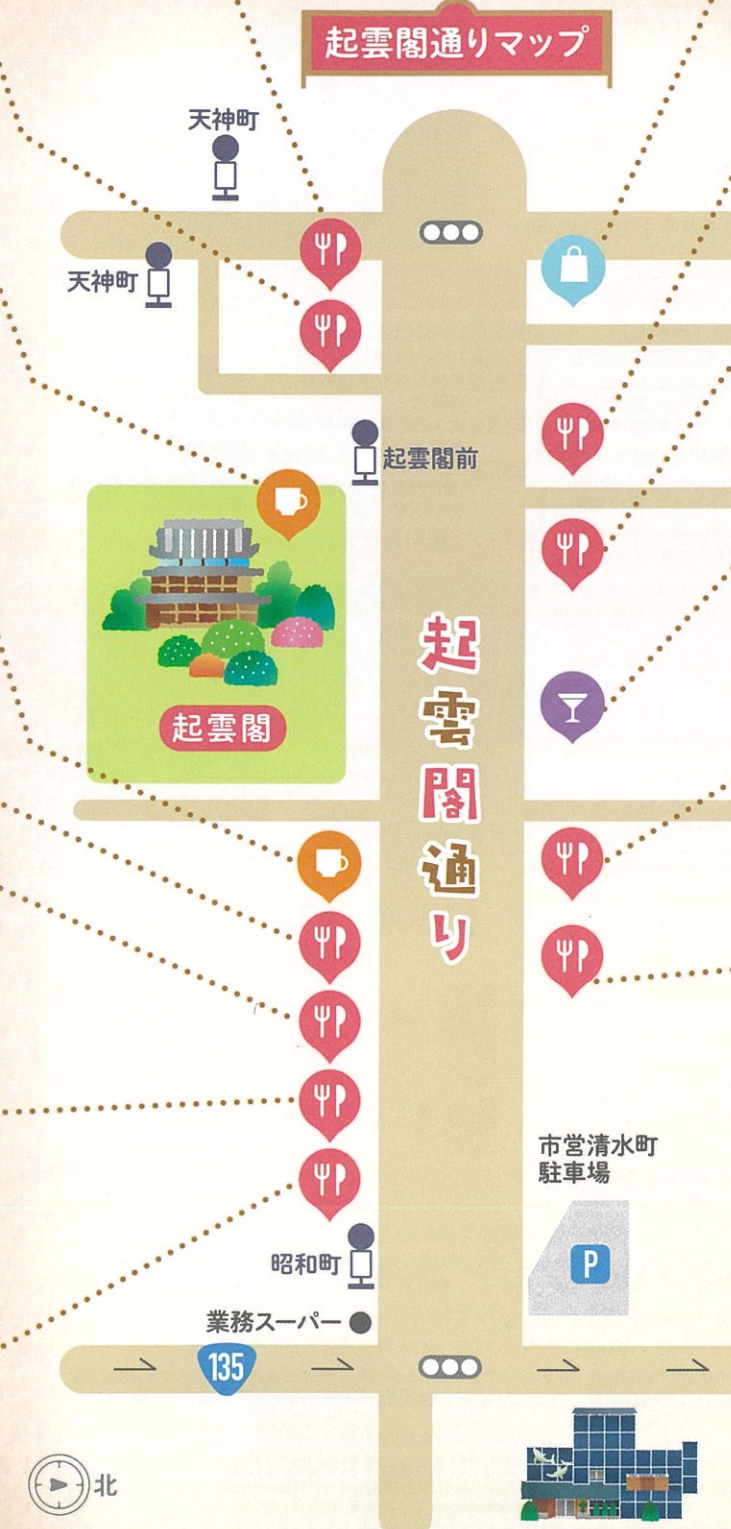 起雲閣通りマップ
天神町
天神町
起雲閣前
起雲閣
起雲閣通り
市営清水町
駐車場
P
昭和町
業務スーパー
135
北